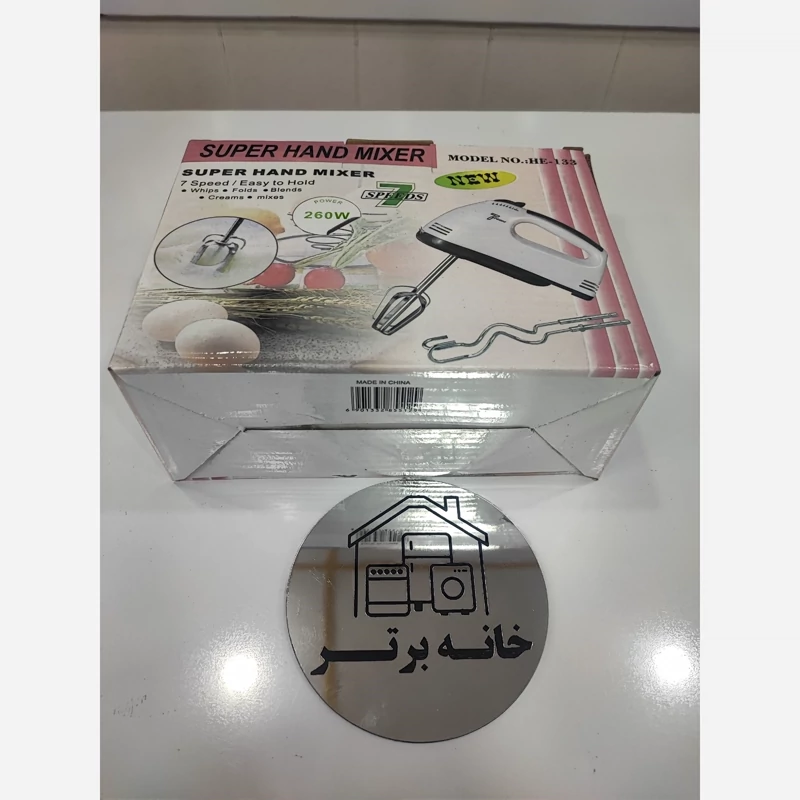 SUPER HAND MIXER
MODEL NO.:HE-133
SUPER HAND MIXER
7 Speed / Easy to Hold
• Whips • Folds • Blends
• Creams • mixes
7
SPEEDS
NEW
POWER
260W
MADE IN CHINA
خانه برتر